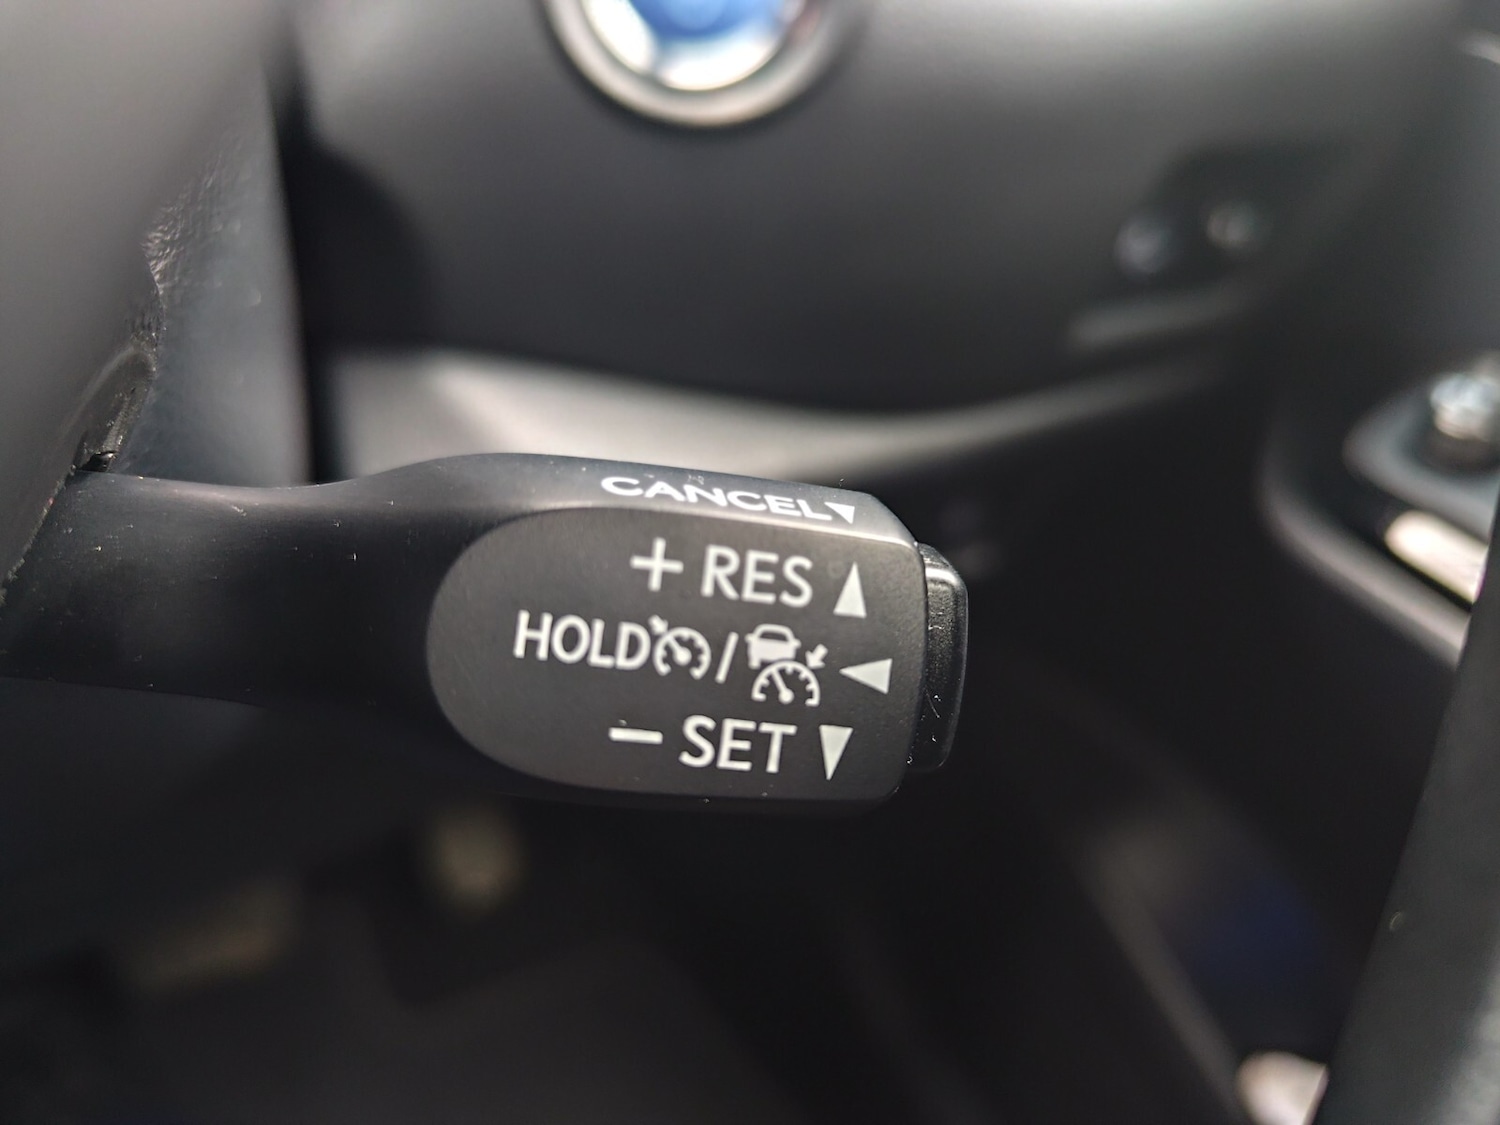 CANCEL▼
+ RES ▲
HOLD / ◀
- SET ▼